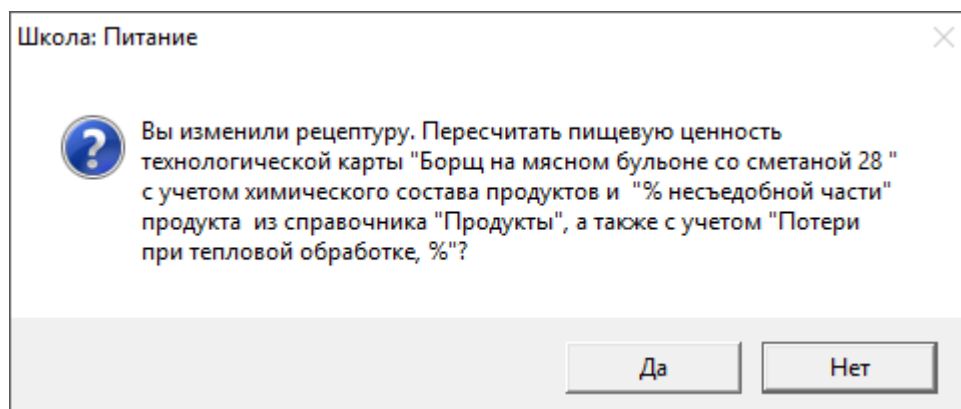 Школа: Питание
Вы изменили рецептуру. Пересчитать пищевую ценность
технологической карты "Борщ на мясном бульоне со сметаной 28 "
с учетом химического состава продуктов и  "% несъедобной части"
продукта  из справочника "Продукты", а также с учетом "Потери
при тепловой обработке, %"?
Да
Нет